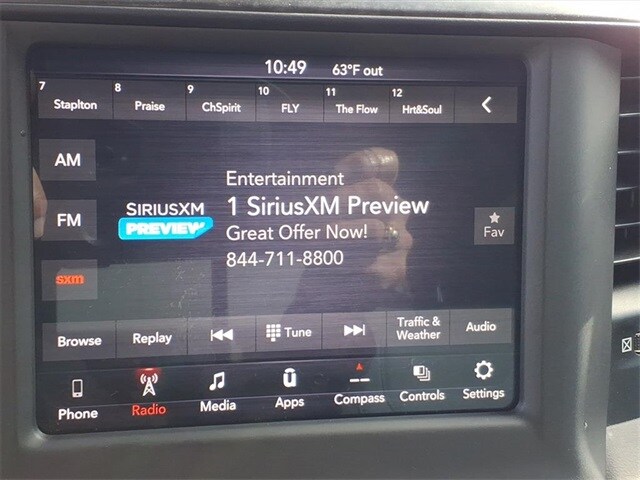 10:49 63°F out
7 Staplton 8 Praise 9 ChSpirit 10 FLY 11 The Flow 12 Hrt&Soul
AM
FM
sxm
SIRIUSXM
PREVIEW
Entertainment
1 SiriusXM Preview
Great Offer Now!
844-711-8800
Fav
Browse Replay Tune Traffic & Weather Audio
Phone Radio Media Apps Compass Controls Settings